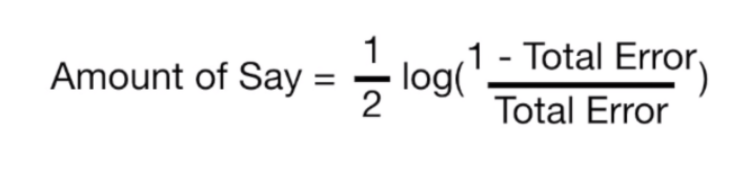 Amount of Say = 1/2 log(1 - Total Error/Total Error)